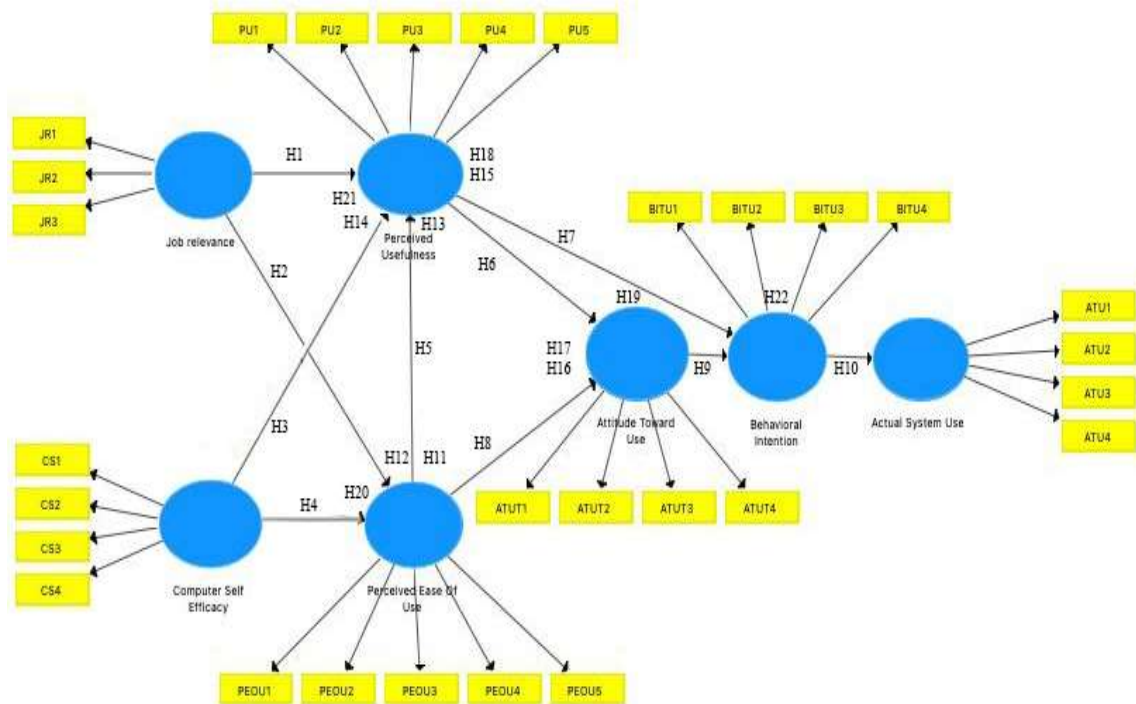 PU1
PU2
PU3
PU4
PU5
JR1
JR2
JR3
Job relevance
H1
H18
H15
H21
H14
H13
Perceived
Usefulness
H2
H7
H6
BITU1
BITU2
BITU3
BITU4
H19
H22
H5
H17
H16
H9
H10
ATU1
ATU2
ATU3
ATU4
Attitude Toward
Use
Behavioral
Intention
Actual System Use
H3
H8
H12
H11
H20
H4
CS1
CS2
CS3
CS4
ATUT1
ATUT2
ATUT3
ATUT4
Computer Self
Efficacy
Perceived Ease Of
Use
PEOU1
PEOU2
PEOU3
PEOU4
PEOU5